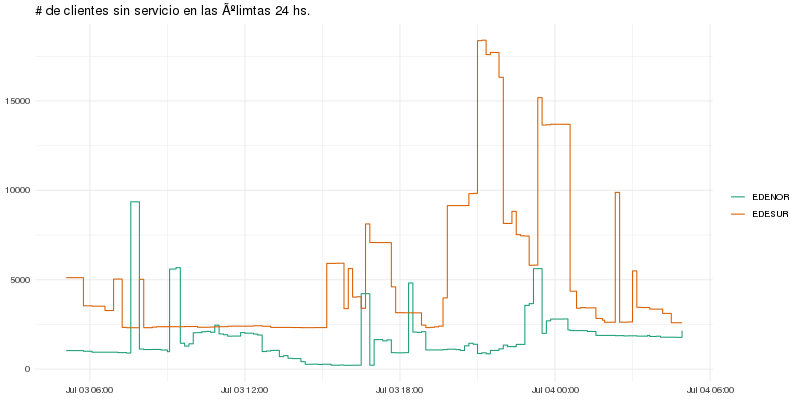 # de clientes sin servicio en las Ãºlimtas 24 hs.
15000
10000
5000
0
Jul 03 06:00
Jul 03 12:00
Jul 03 18:00
Jul 04 00:00
Jul 04 06:00
EDENOR
EDESUR